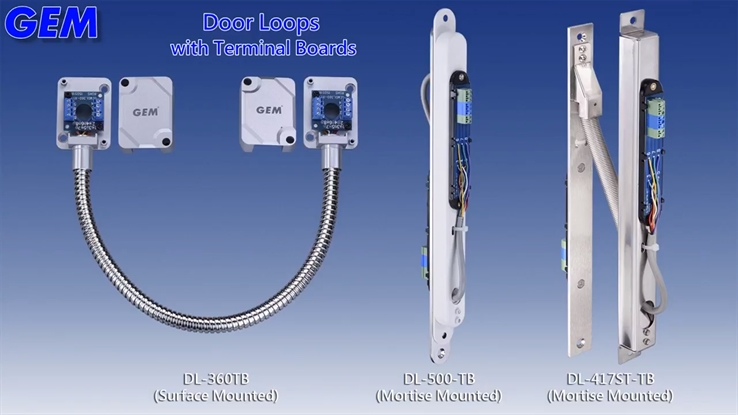 GEM
Door Loops
with Terminal Boards
GEM
GEM
DL-360TB
(Surface Mounted)
DL-500-TB
(Mortise Mounted)
DL-417ST-TB
(Mortise Mounted)